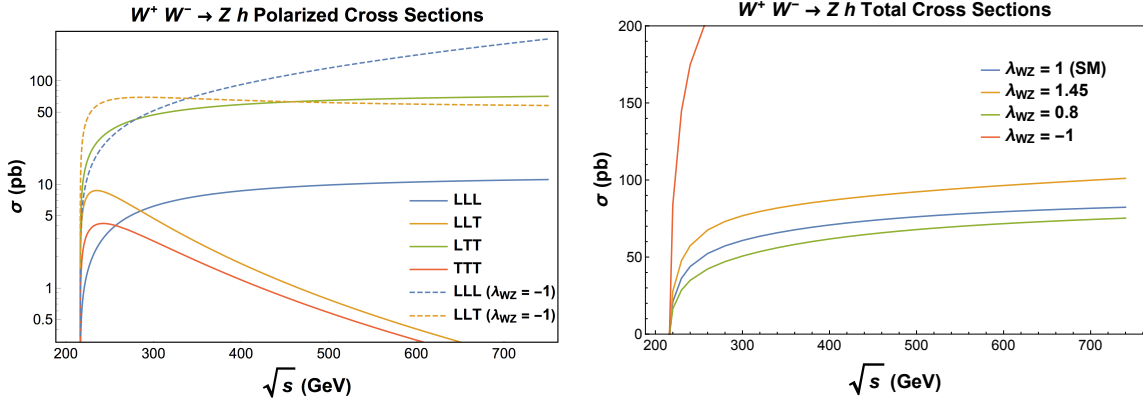 W⁺ W⁻ → Z h Polarized Cross Sections
σ (pb)
100
50
10
5
1
0.5
LLL
LLT
LTT
TTT
LLL (λWZ = −1)
LLT (λWZ = −1)
200 300 400 500 600 700
√s (GeV)
W⁺ W⁻ → Z h Total Cross Sections
σ (pb)
200
150
100
50
0
λWZ = 1 (SM)
λWZ = 1.45
λWZ = 0.8
λWZ = −1
200 300 400 500 600 700
√s (GeV)